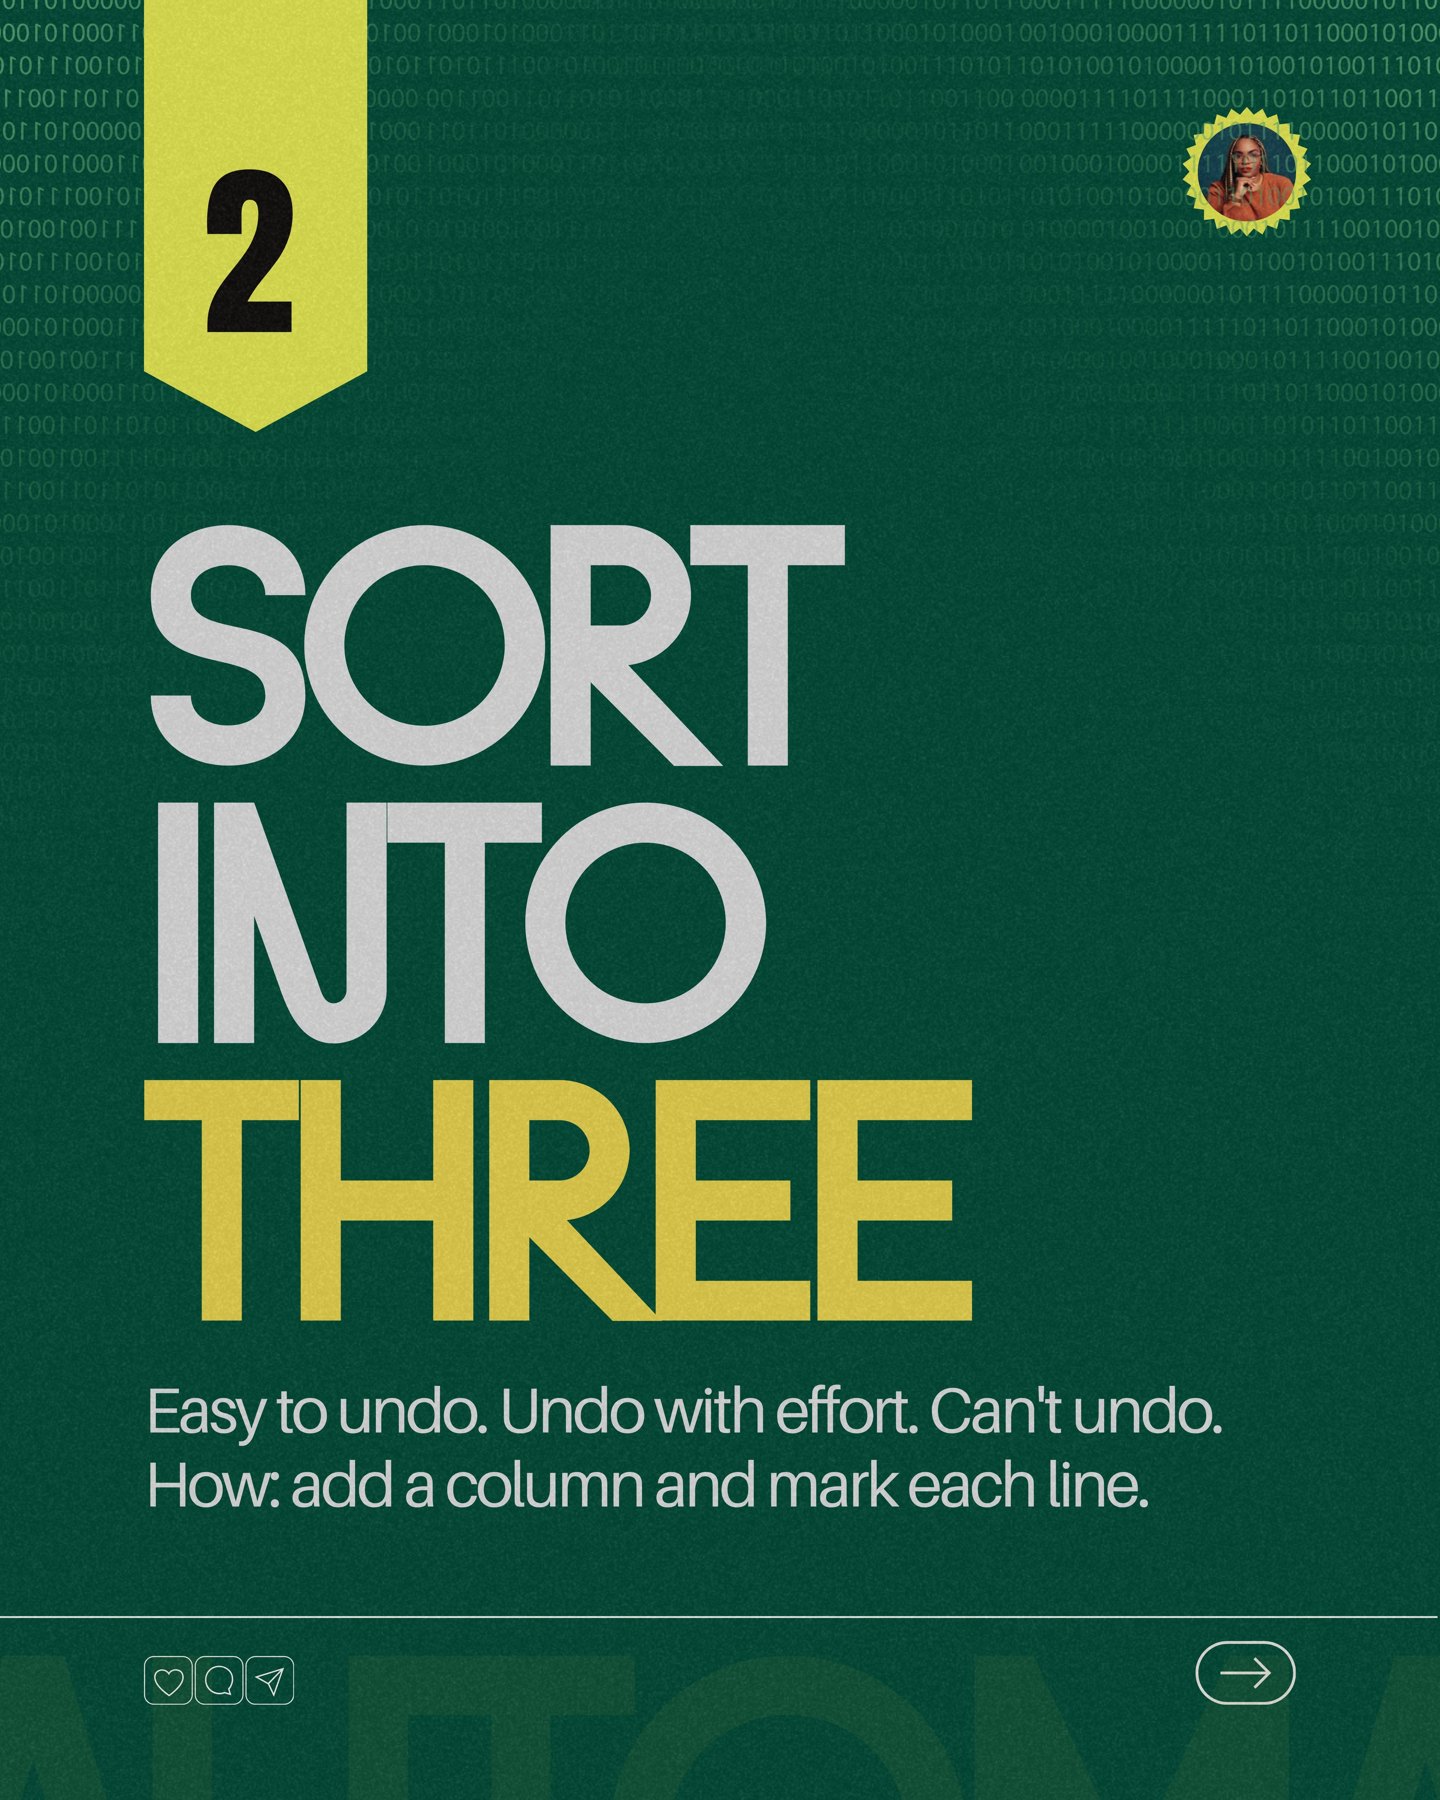 2
SORT
INTO
THREE
Easy to undo. Undo with effort. Can't undo.
How: add a column and mark each line.